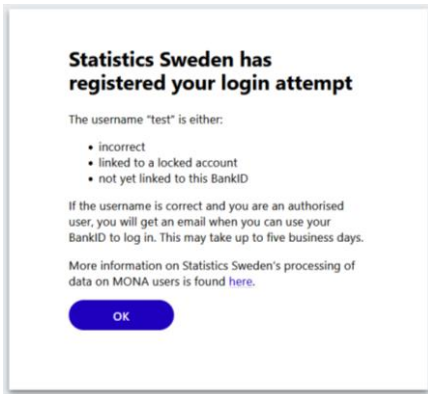 Statistics Sweden has
registered your login attempt
The username "test" is either:
• incorrect
• linked to a locked account
• not yet linked to this BankID
If the username is correct and you are an authorised
user, you will get an email when you can use your
BankID to log in. This may take up to five business days.
More information on Statistics Sweden's processing of
data on MONA users is found here.
OK